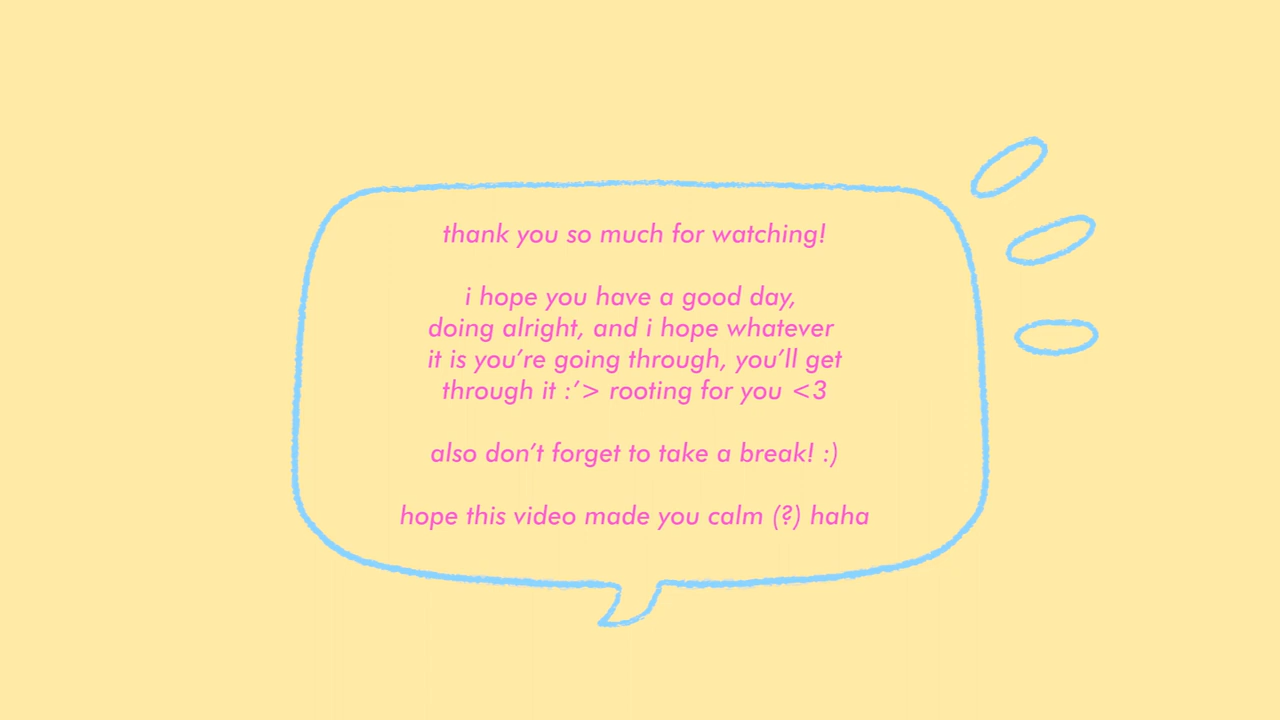 thank you so much for watching!
i hope you have a good day,
doing alright, and i hope whatever
it is you’re going through, you’ll get
through it :’> rooting for you <3
also don’t forget to take a break! :)
hope this video made you calm (?) haha